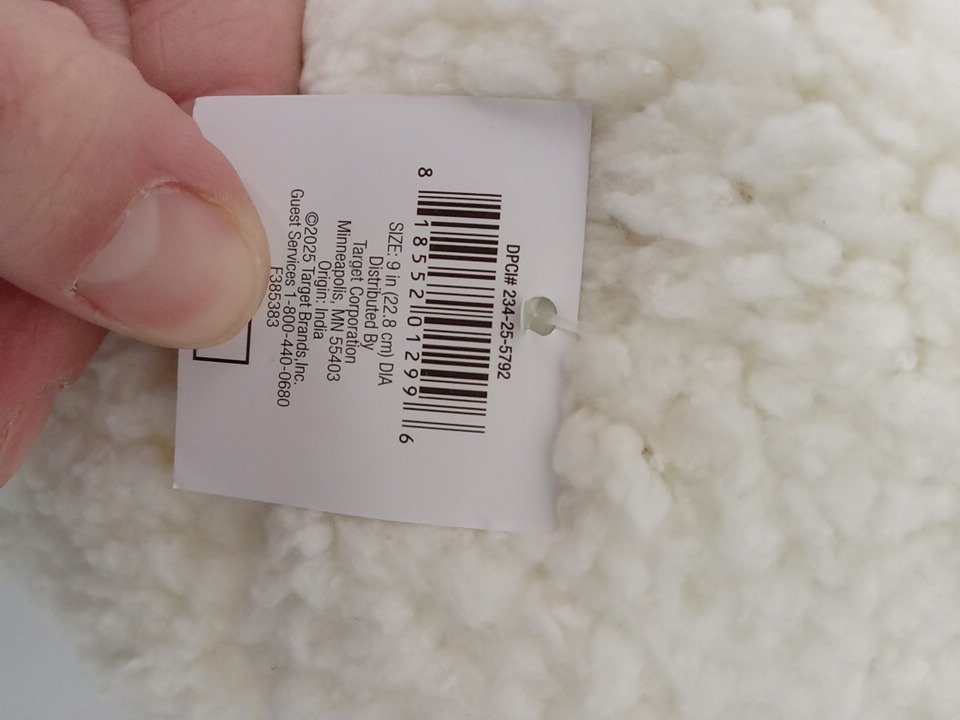 DPCI# 234-25-5792
8 18552 01299 6
SIZE: 9 in (22.8 cm) DIA
Distributed By
Target Corporation
Minneapolis, MN 55403
Origin: India
©2025 Target Brands, Inc.
Guest Services 1-800-440-0680
F385383